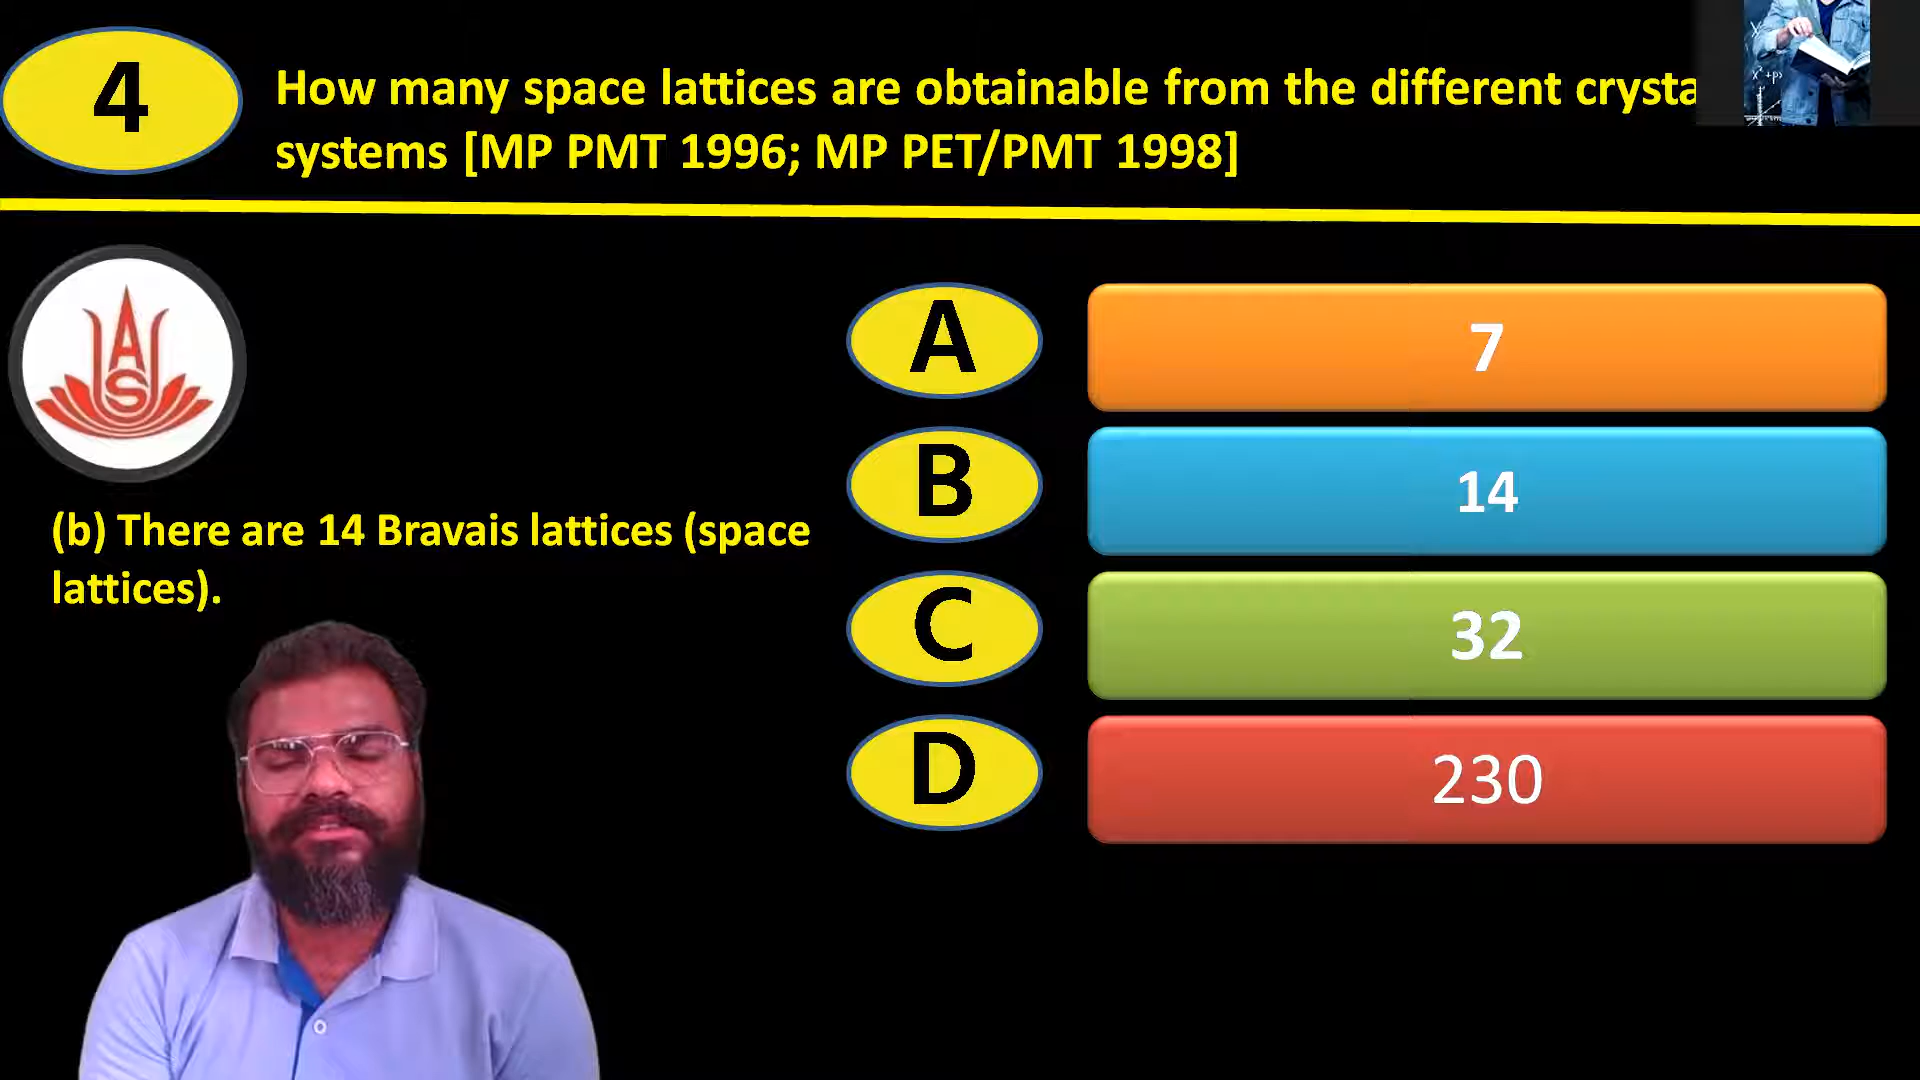 4
How many space lattices are obtainable from the different crysta
systems [MP PMT 1996; MP PET/PMT 1998]
A
7
B
14
C
32
D
230
AS
(b) There are 14 Bravais lattices (space
lattices).